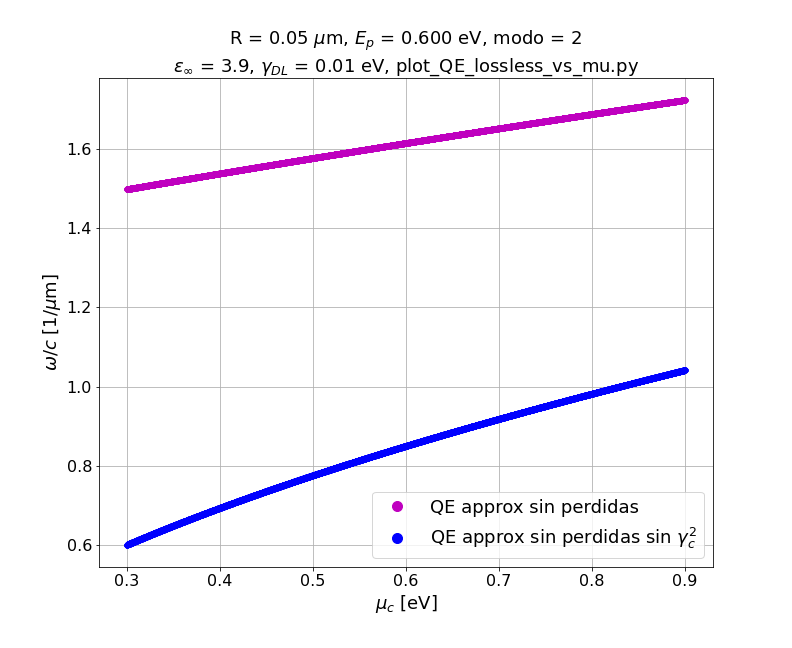 R = 0.05 μm, E_p = 0.600 eV, modo = 2
ε_∞ = 3.9, γ_DL = 0.01 eV, plot_QE_lossless_vs_mu.py
1.6
1.4
1.2
1.0
0.8
0.6
ω/c [1/μm]
QE approx sin perdidas
QE approx sin perdidas sin γ_c^2
0.3 0.4 0.5 0.6 0.7 0.8 0.9
μ_c [eV]